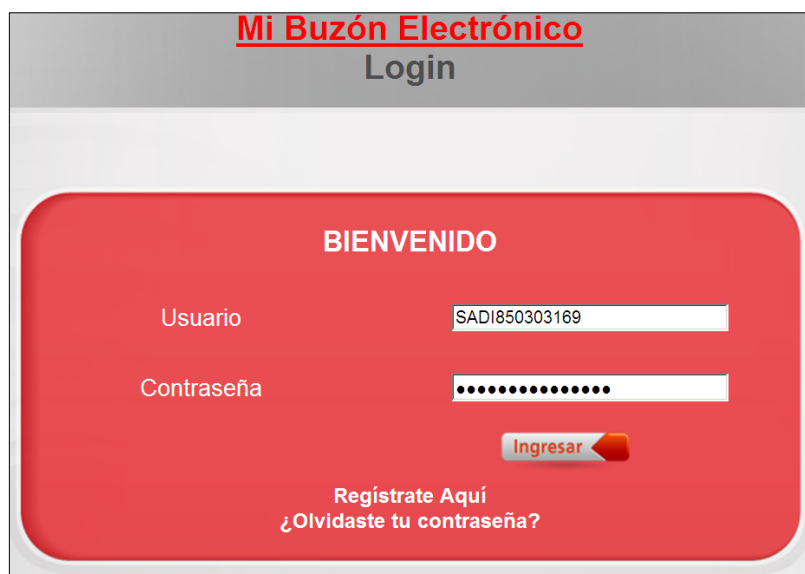 Mi Buzón Electrónico
Login
BIENVENIDO
Usuario SADI850303169
Contraseña ●●●●●●●●●●●●●●●
Ingresar
Regístrate Aquí
¿Olvidaste tu contraseña?